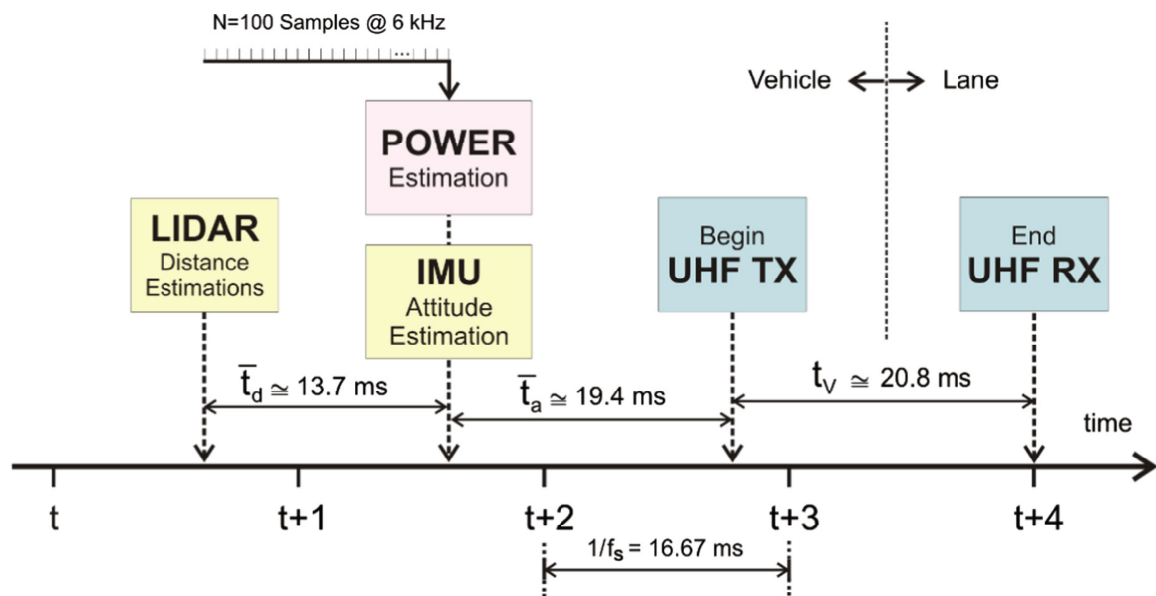 N=100 Samples @ 6 kHz
...
Vehicle
Lane
POWER
Estimation
LIDAR
Distance
Estimations
IMU
Attitude
Estimation
Begin
UHF TX
End
UHF RX
t̅d ≅ 13.7 ms
t̅a ≅ 19.4 ms
tV ≅ 20.8 ms
time
t
t+1
t+2
t+3
t+4
1/fs = 16.67 ms